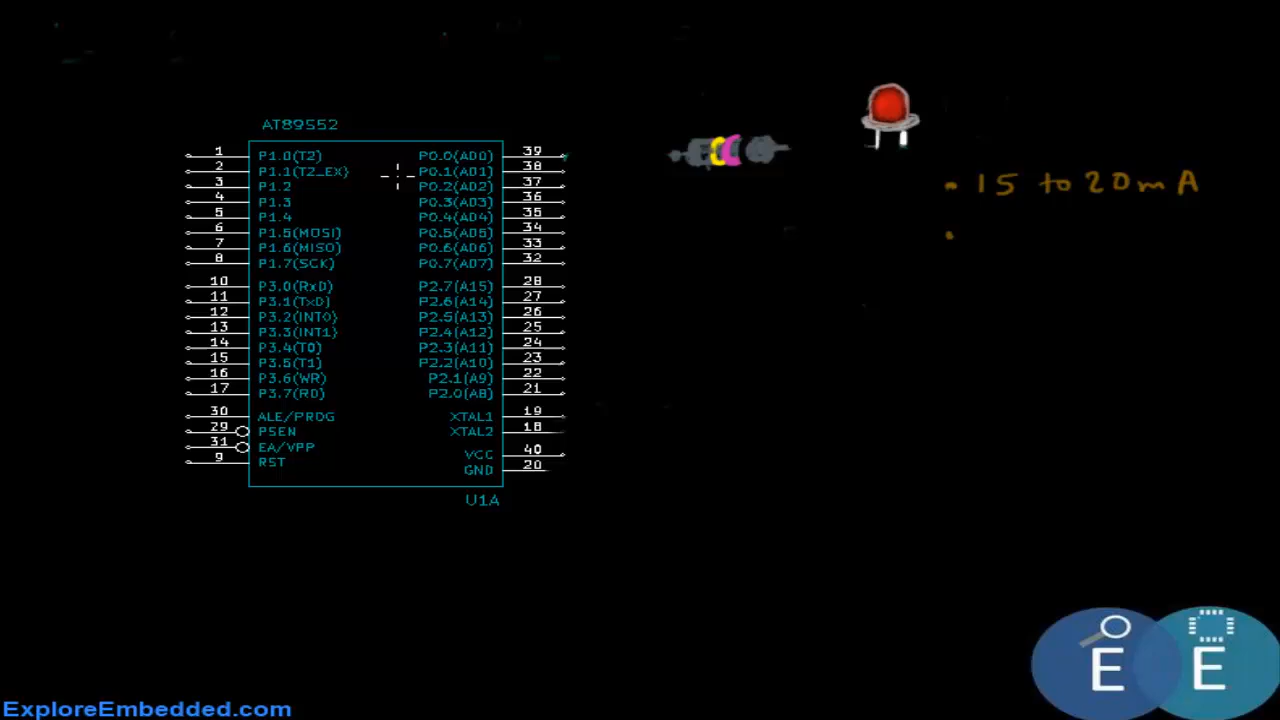 AT89552
1 P1.0(T2) P0.0(AD0) 39
2 P1.1(T2_EX} P0.1(AD1) 38
3 P1.2 P0.2(AD2) 37
4 P1.3 P0.3(AD3) 36
5 P1.4 P0.4(AD4) 35
6 P1.5(MOSI) P0.5(AD5) 34
7 P1.6(MISO) P0.6(AD6) 33
8 P1.7(SCK) P0.7(AD7) 32
10 P3.0(RxD) P2.7(A15) 28
11 P3.1(TxD) P2.6(A14) 27
12 P3.2(INT0} P2.5(A13) 26
13 P3.3(INT1} P2.4(A12) 25
14 P3.4(T0) P2.3(A11) 24
15 P3.5(T1) P2.2(A10) 23
16 P3.6(WR) P2.1(A9) 22
17 P3.7(RD) P2.0(A8) 21
30 ALE/PROG XTAL1 19
29 PSEN XTAL2 18
31 EA/VPP VCC 40
9 RST GND 20
U1A
15 to 20mA
E E
ExploreEmbedded.com